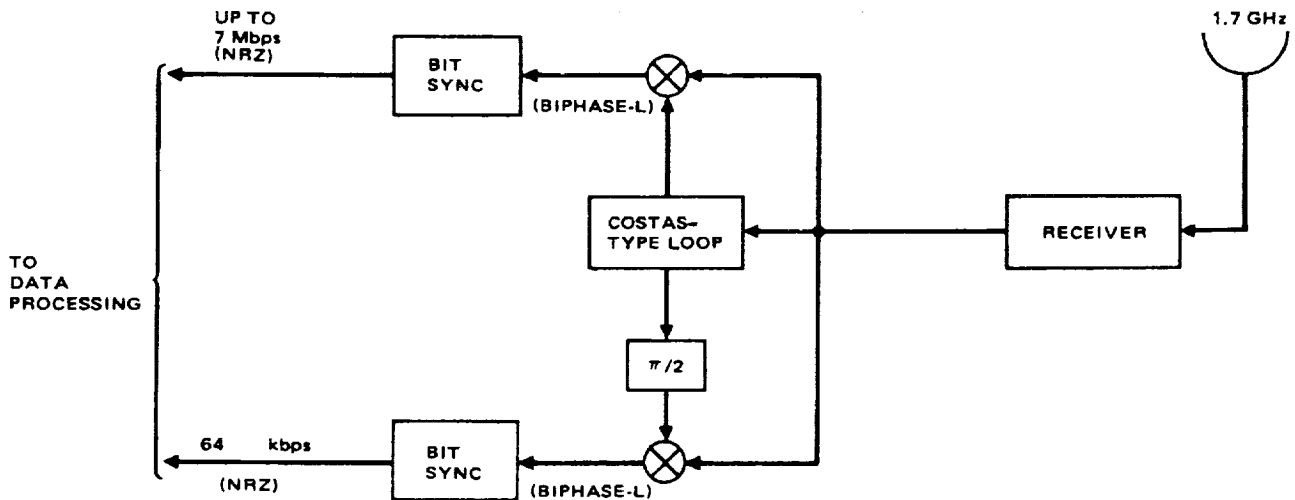 UP TO
7 Mbps
(NRZ)
BIT
SYNC
(BIPHASE-L)
1.7 GHz
COSTAS-
TYPE LOOP
RECEIVER
TO
DATA
PROCESSING
π/2
64 kbps
(NRZ)
BIT
SYNC
(BIPHASE-L)